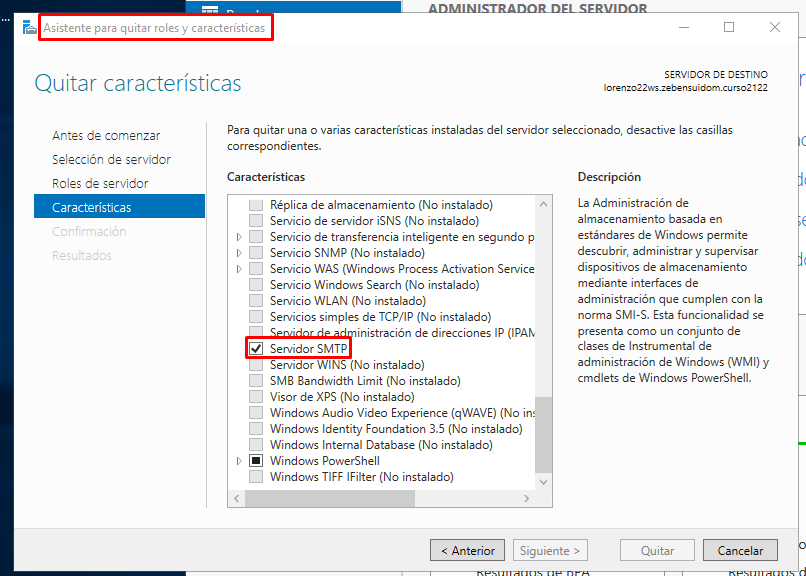 ADMINISTRADOR DEL SERVIDOR
Asistente para quitar roles y características
Quitar características
SERVIDOR DE DESTINO
lorenzo22ws.zebensuidom.curso2122
Antes de comenzar
Selección de servidor
Roles de servidor
Características
Confirmación
Resultados
Para quitar una o varias características instaladas del servidor seleccionado, desactive las casillas
correspondientes.
Características
Réplica de almacenamiento (No instalado)
Servicio de servidor iSNS (No instalado)
Servicio de transferencia inteligente en segundo p
Servicio SNMP (No instalado)
Servicio WAS (Windows Process Activation Service
Servicio Windows Search (No instalado)
Servicio WLAN (No instalado)
Servicios simples de TCP/IP (No instalado)
Servidor de administración de direcciones IP (IPAM
Servidor SMTP
Servidor WINS (No instalado)
SMB Bandwidth Limit (No instalado)
Visor de XPS (No instalado)
Windows Audio Video Experience (qWAVE) (No ins
Windows Identity Foundation 3.5 (No instalado)
Windows Internal Database (No instalado)
Windows PowerShell
Windows TIFF IFilter (No instalado)
Descripción
La Administración de
almacenamiento basada en
estándares de Windows permite
descubrir, administrar y supervisar
dispositivos de almacenamiento
mediante interfaces de
administración que cumplen con la
norma SMI-S. Esta funcionalidad se
presenta como un conjunto de
clases de Instrumental de
administración de Windows (WMI) y
cmdlets de Windows PowerShell.
< Anterior
Siguiente >
Quitar
Cancelar
Resultados de BPA
Resultados d